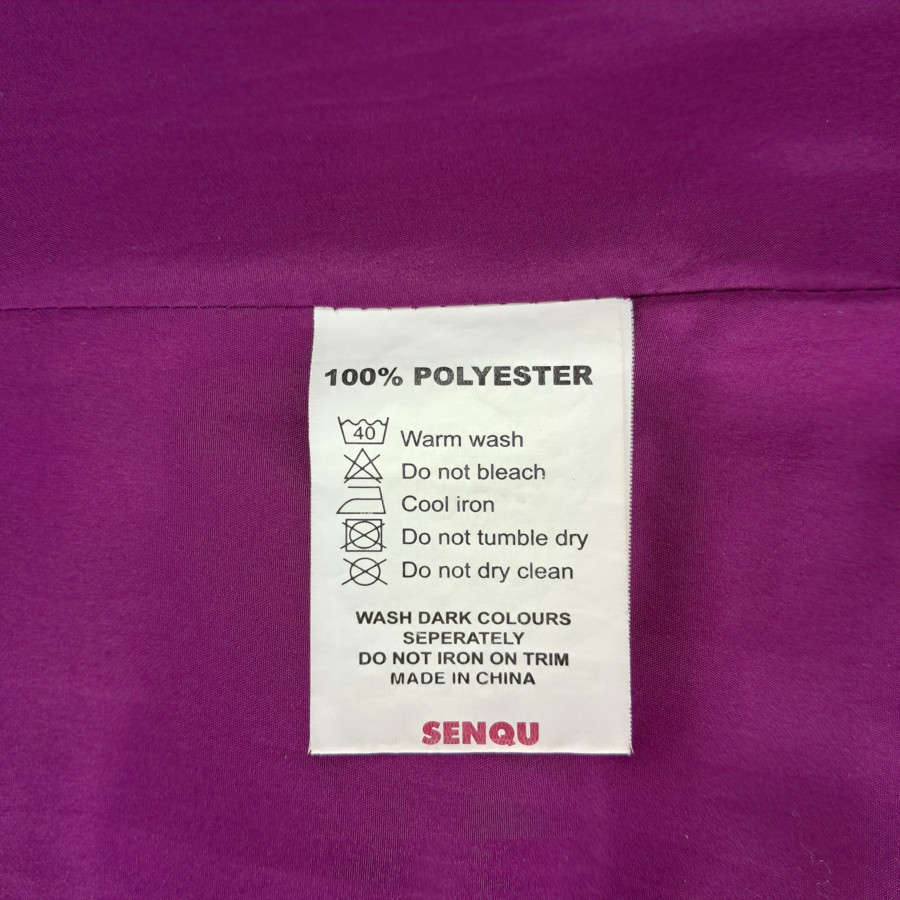 100% POLYESTER
40 Warm wash
Do not bleach
Cool iron
Do not tumble dry
Do not dry clean
WASH DARK COLOURS
SEPERATELY
DO NOT IRON ON TRIM
MADE IN CHINA
SENQU